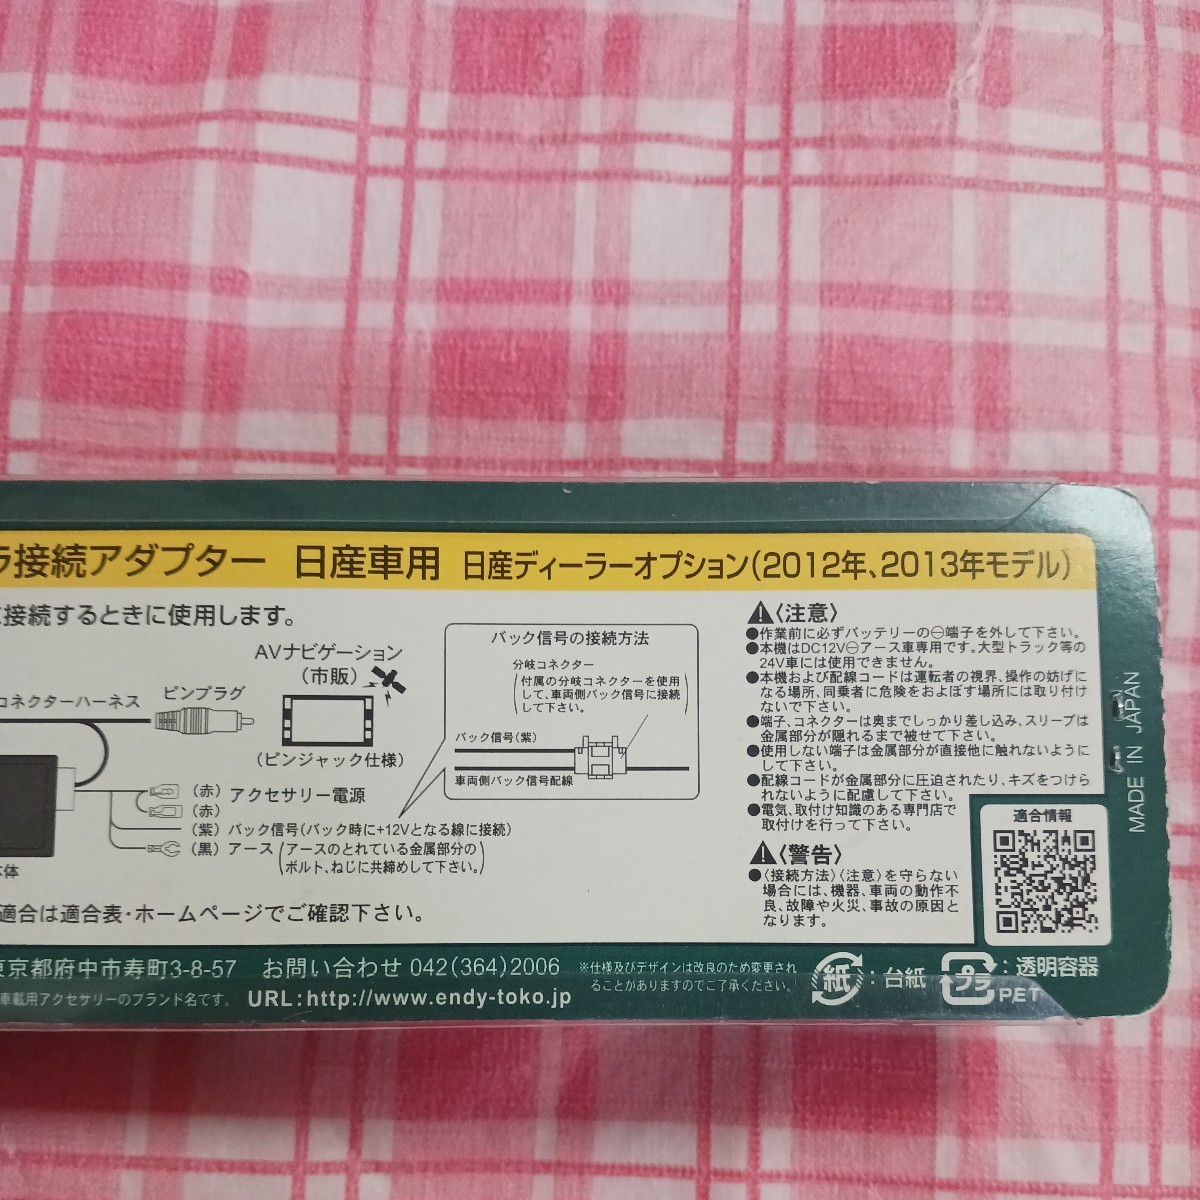 ラ接続アダプター 日産車用 日産ディーラーオプション(2012年、2013年モデル)
接続するときに使用します。
AVナビゲーション
(市販)
コネクターハーネス
ピンプラグ
(ピンジャック仕様)
(赤)
アクセサリー電源
(赤)
(紫) バック信号(バック時に+12Vとなる線に接続)
(黒) アース(アースのとれている金属部分の
ボルト、ねじに共締めして下さい。)
体
適合は適合表・ホームページでご確認下さい。
バック信号の接続方法
分岐コネクター
(付属の分岐コネクターを使用
して、車両側バック信号に接続
して下さい。)
バック信号(紫)
車両側バック信号配線
⚠〈注意〉
●作業前に必ずバッテリーの⊖端子を外して下さい。
●本機はDC12V⊖アース車専用です。大型トラック等の
24V車には使用できません。
●本機および配線コードは運転者の視界、操作の妨げに
なる場所、同乗者に危険をおよぼす場所には取り付け
ないで下さい。
●端子、コネクターは奥までしっかり差し込み、スリーブは
金属部分が隠れるまで被せて下さい。
●使用しない端子は金属部分が直接他に触れないように
して下さい。
●配線コードが金属部分に圧迫されたり、キズをつけら
れないように配慮して下さい。
●電気、取付け知識のある専門店で
取付けを行って下さい。
⚠〈警告〉
●〈接続方法〉〈注意〉を守らない
場合には、機器、車両の動作不
良、故障や火災、事故の原因と
なります。
適合情報
MADE IN JAPAN
東京都府中市寿町3-8-57 お問い合わせ 042(364)2006
車載用アクセサリーのブランド名です。 URL:http://www.endy-toko.jp
※仕様及びデザインは改良のため変更され
ることがありますのでご了承ください。
紙:台紙
プラ:透明容器
PET